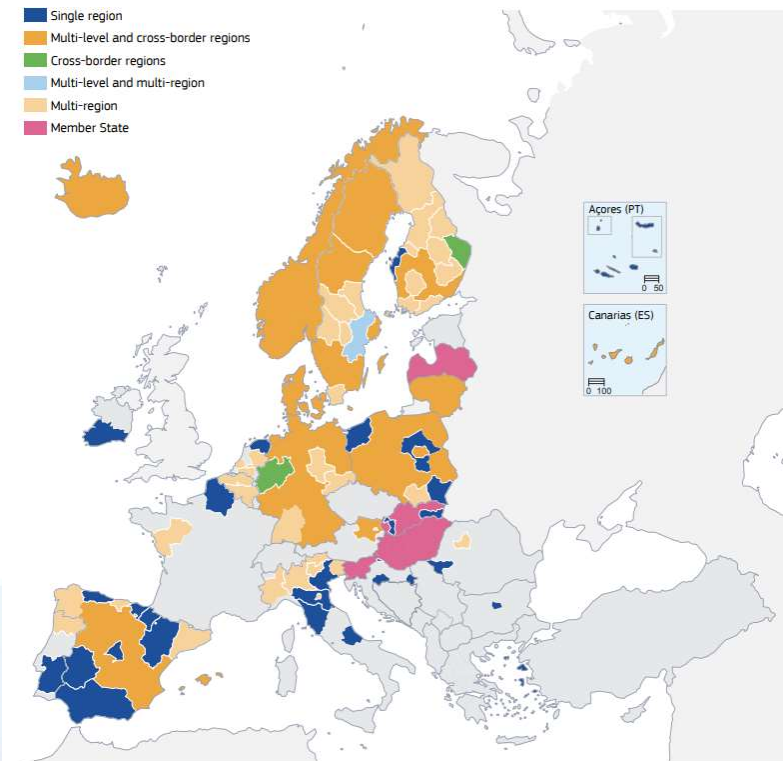 Single region
Multi-level and cross-border regions
Cross-border regions
Multi-level and multi-region
Multi-region
Member State
Açores (PT)
0 50
Canarias (ES)
0 100